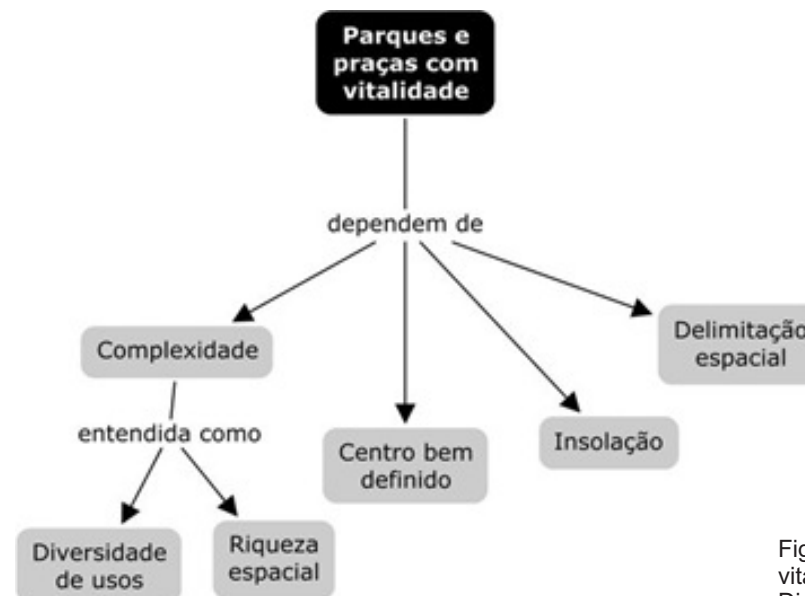 Parques e
praças com
vitalidade
dependem de
Complexidade
Delimitação
espacial
entendida como
Centro bem
definido
Insolação
Diversidade
de usos
Riqueza
espacial